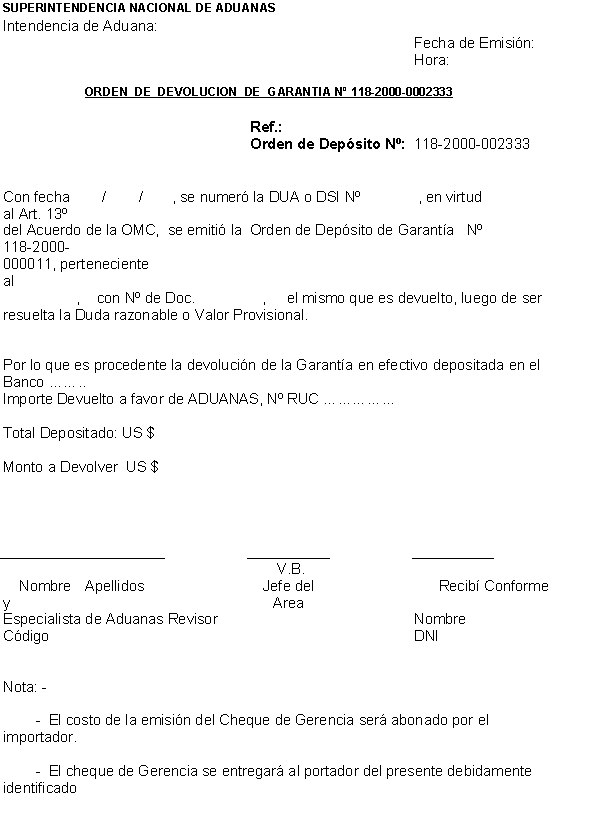 SUPERINTENDENCIA NACIONAL DE ADUANAS
Intendencia de Aduana:
Fecha de Emisión:
Hora:
ORDEN DE DEVOLUCION DE GARANTIA Nº 118-2000-0002333
Ref.:
Orden de Depósito Nº: 118-2000-002333
Con fecha / / , se numeró la DUA o DSI Nº , en virtud
al Art. 13º
del Acuerdo de la OMC, se emitió la Orden de Depósito de Garantía Nº
118-2000-
000011, perteneciente
al
, con Nº de Doc. , el mismo que es devuelto, luego de ser
resuelta la Duda razonable o Valor Provisional.
Por lo que es procedente la devolución de la Garantía en efectivo depositada en el
Banco ……..
Importe Devuelto a favor de ADUANAS, Nº RUC ……………
Total Depositado: US $
Monto a Devolver US $
V.B.
Nombre Apellidos Jefe del Recibí Conforme
y Area
Especialista de Aduanas Revisor Nombre
Código DNI
Nota: -
- El costo de la emisión del Cheque de Gerencia será abonado por el
importador.
- El cheque de Gerencia se entregará al portador del presente debidamente
identificado